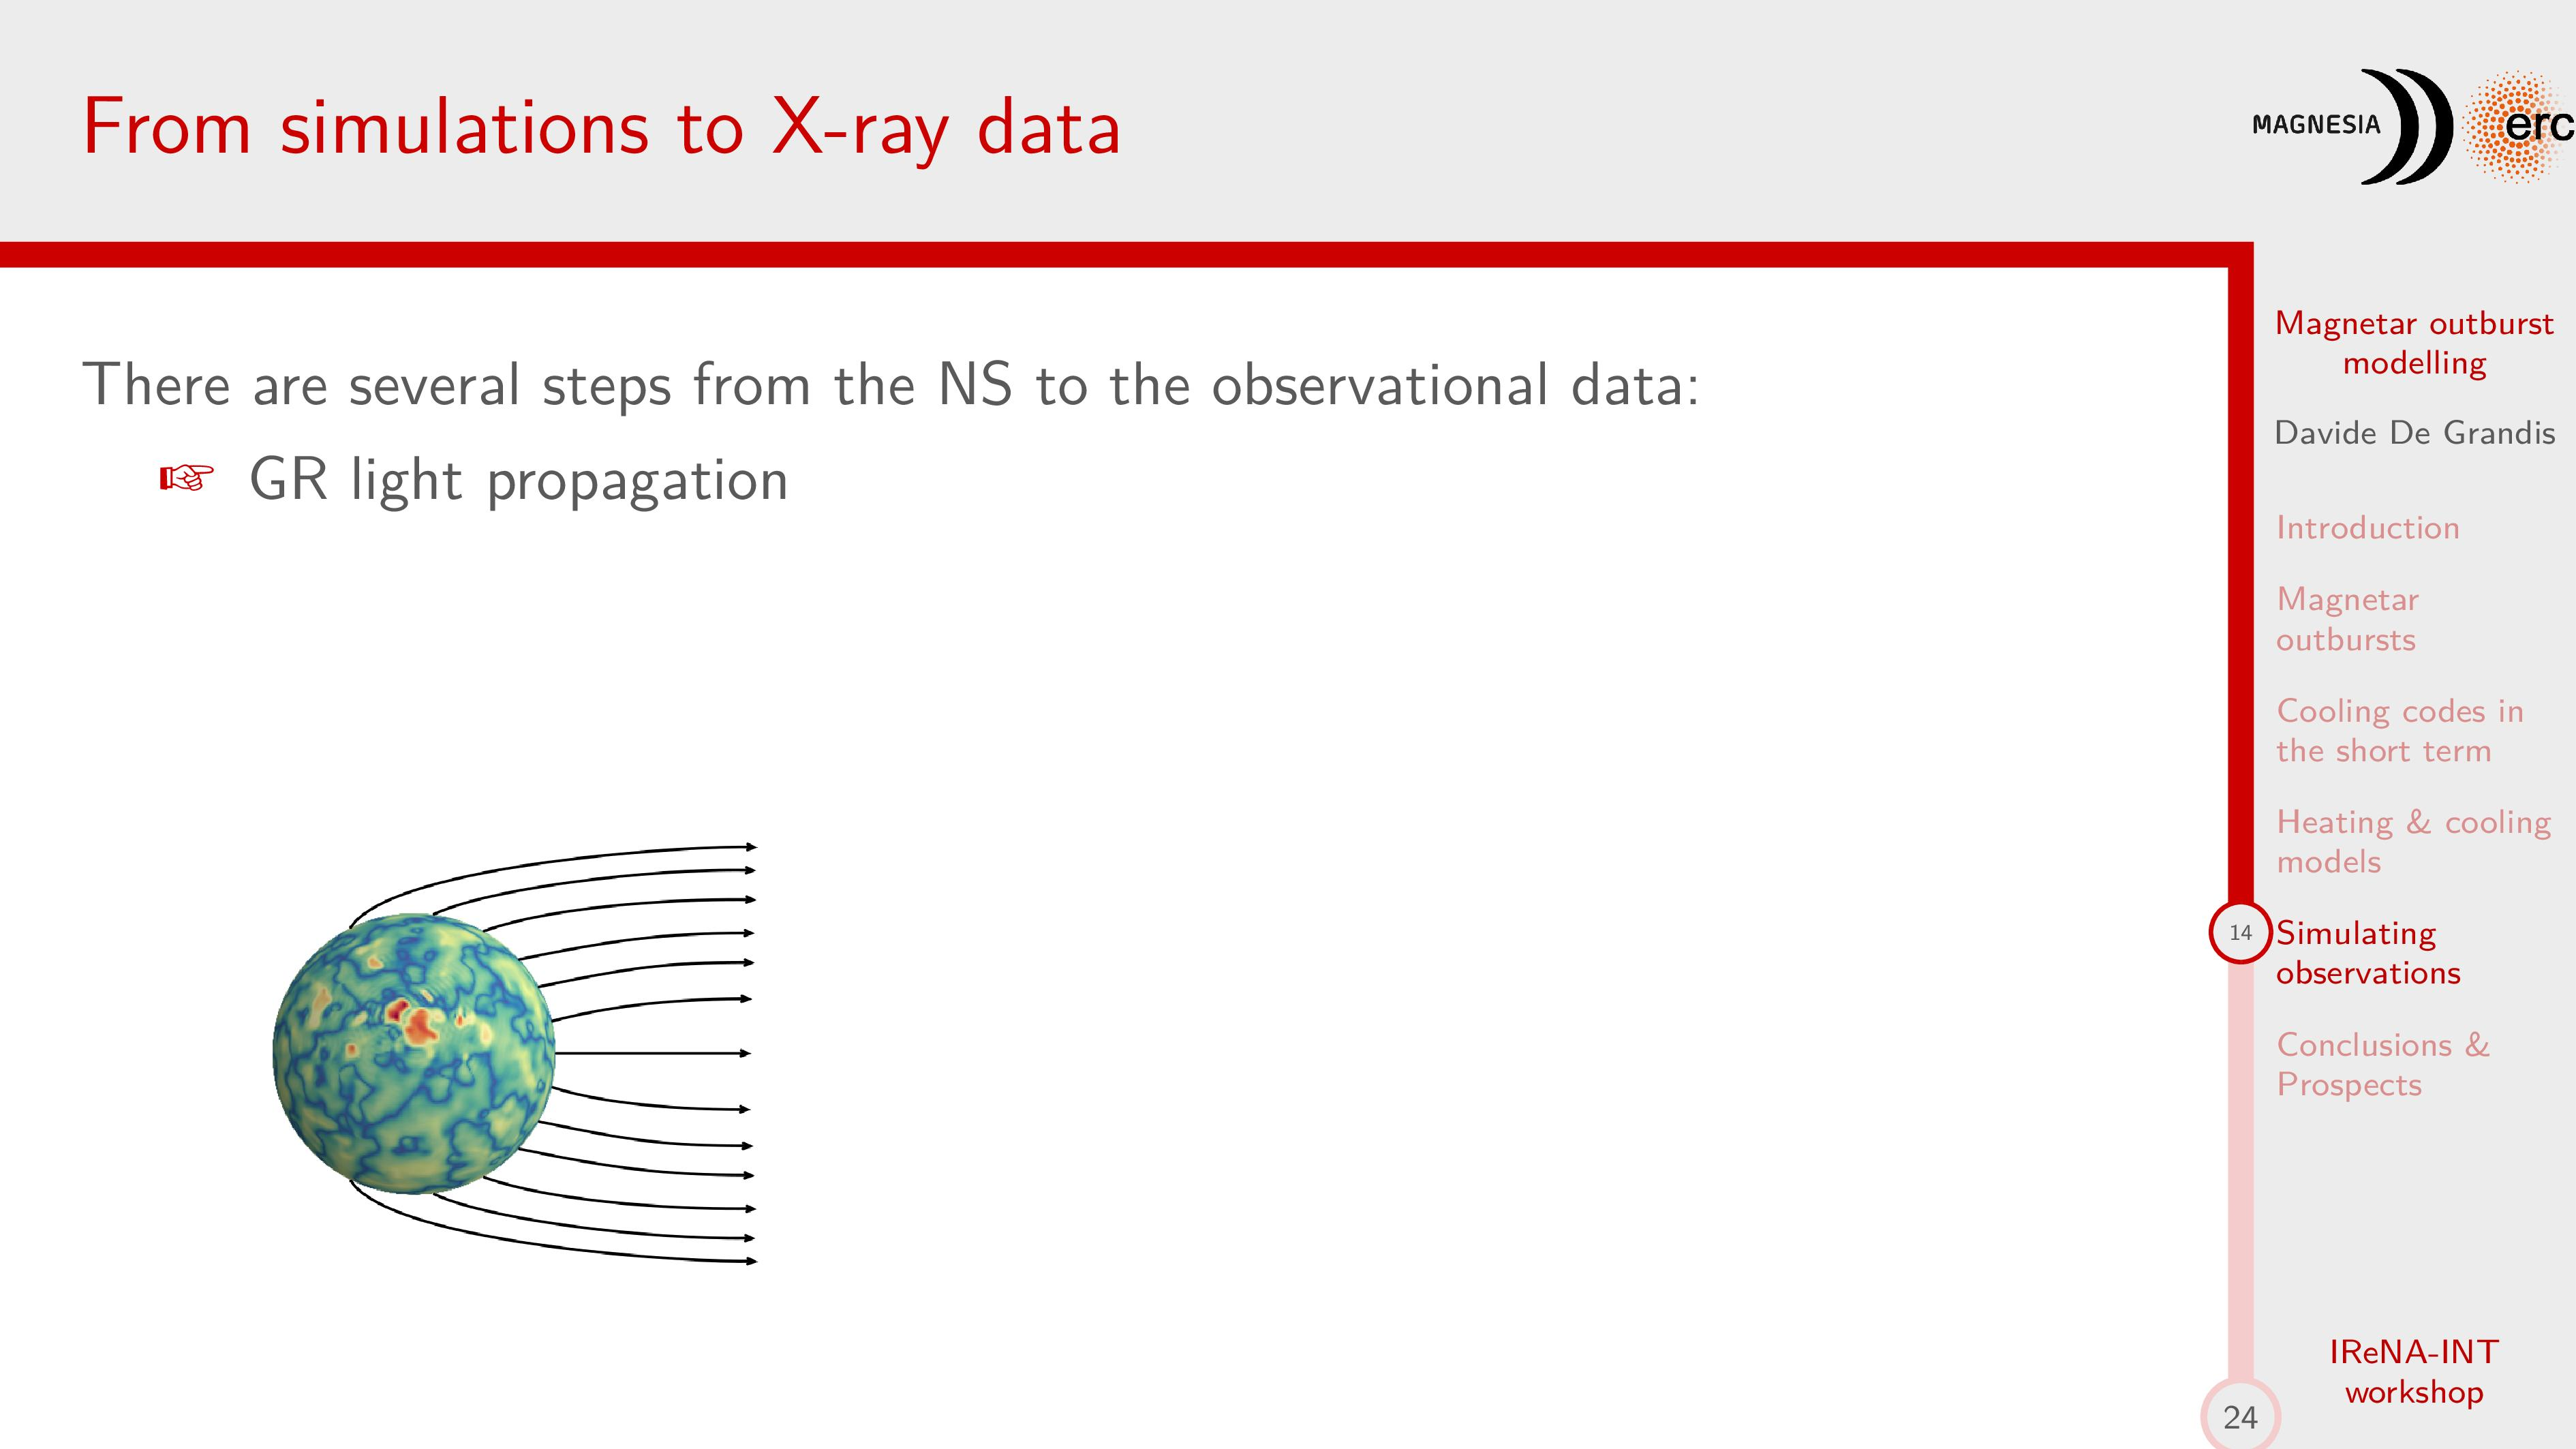 From simulations to X-ray data
MAGNESIA
erc
There are several steps from the NS to the observational data:
☞ GR light propagation
Magnetar outburst
modelling
Davide De Grandis
Introduction
Magnetar
outbursts
Cooling codes in
the short term
Heating & cooling
models
14
Simulating
observations
Conclusions &
Prospects
IReNA-INT
workshop
24